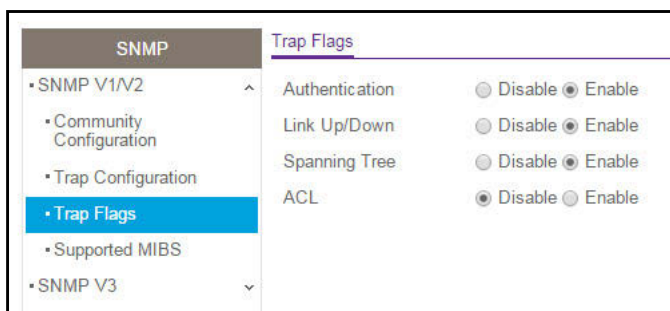 SNMP
SNMP V1/V2
Community
Configuration
Trap Configuration
Trap Flags
Supported MIBS
SNMP V3
Trap Flags
Authentication Disable Enable
Link Up/Down Disable Enable
Spanning Tree Disable Enable
ACL Disable Enable